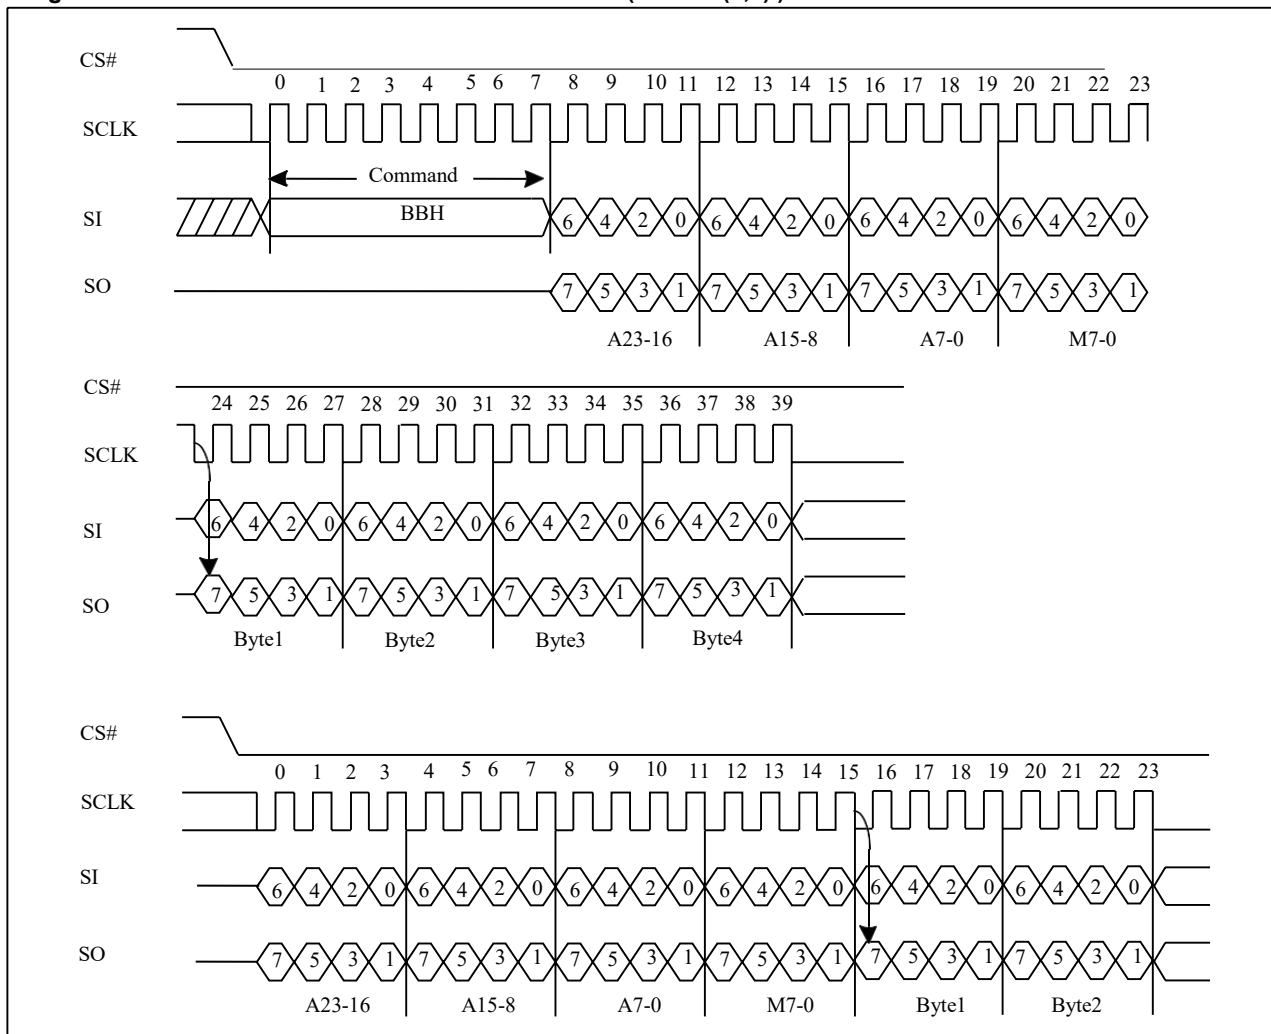 CS#
0 1 2 3 4 5 6 7 8 9 10 11 12 13 14 15 16 17 18 19 20 21 22 23
SCLK
Command
SI BBH 6 4 2 0 6 4 2 0 6 4 2 0 6 4 2 0
SO 7 5 3 1 7 5 3 1 7 5 3 1 7 5 3 1
A23-16 A15-8 A7-0 M7-0
CS#
24 25 26 27 28 29 30 31 32 33 34 35 36 37 38 39
SCLK
SI 6 4 2 0 6 4 2 0 6 4 2 0 6 4 2 0
SO 7 5 3 1 7 5 3 1 7 5 3 1 7 5 3 1
Byte1 Byte2 Byte3 Byte4
CS#
0 1 2 3 4 5 6 7 8 9 10 11 12 13 14 15 16 17 18 19 20 21 22 23
SCLK
SI 6 4 2 0 6 4 2 0 6 4 2 0 6 4 2 0 6 4 2 0 6 4 2 0
SO 7 5 3 1 7 5 3 1 7 5 3 1 7 5 3 1 7 5 3 1 7 5 3 1
A23-16 A15-8 A7-0 M7-0 Byte1 Byte2